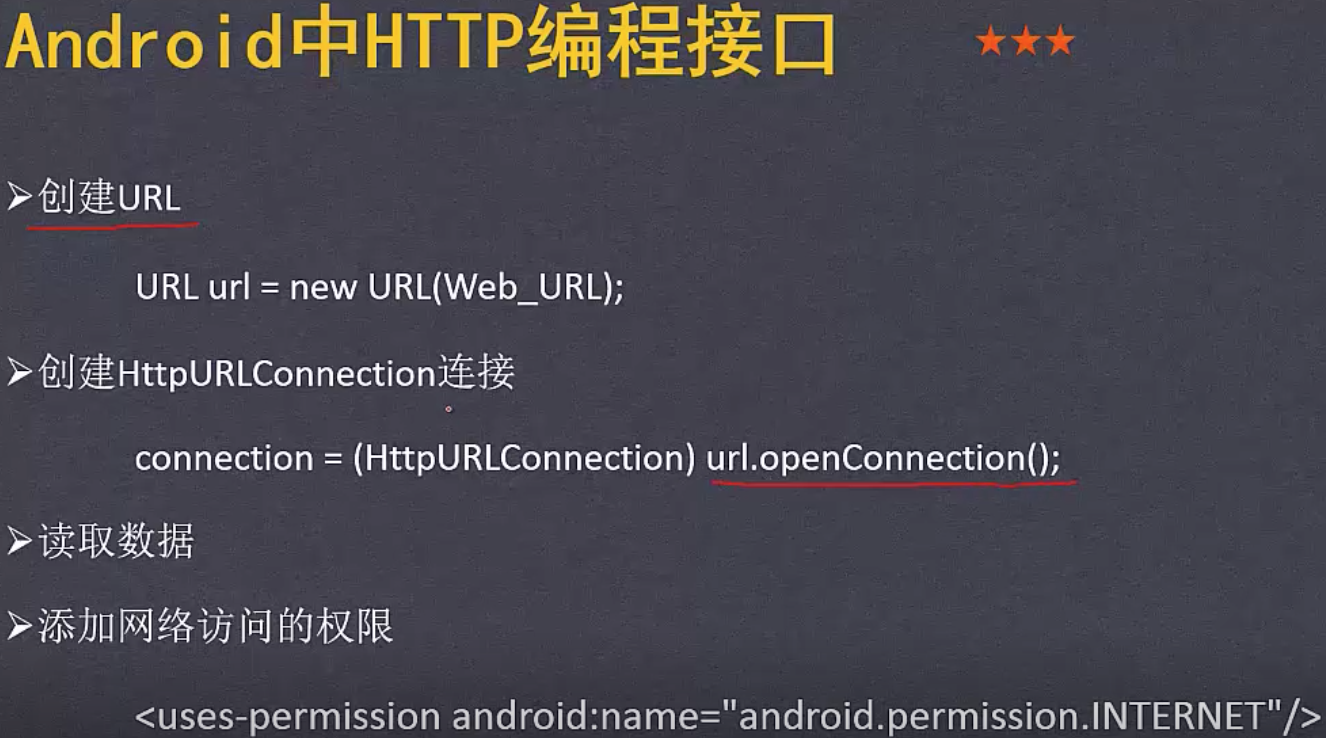 Android中HTTP编程接口 ★★★
➢创建URL
URL url = new URL(Web_URL);
➢创建HttpURLConnection连接
connection = (HttpURLConnection) url.openConnection();
➢读取数据
➢添加网络访问的权限
<uses-permission android:name="android.permission.INTERNET"/>